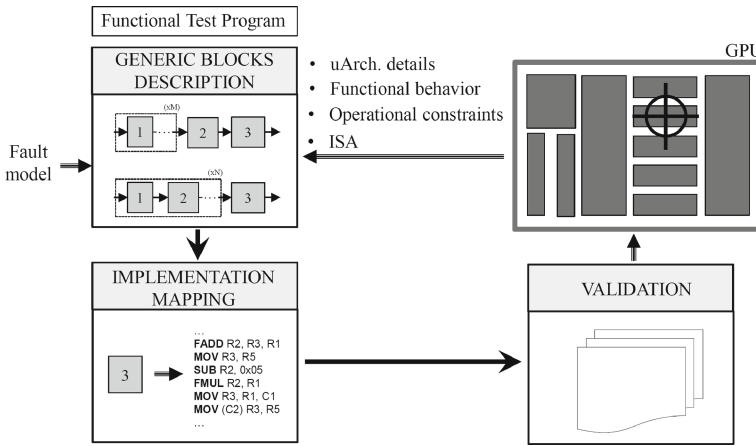 Functional Test Program
GENERIC BLOCKS
DESCRIPTION
(xM)
1
2
3
(xN)
1
2
3
Fault
model
• uArch. details
• Functional behavior
• Operational constraints
• ISA
GPU
IMPLEMENTATION
MAPPING
3
...
FADD R2, R3, R1
MOV R3, R5
SUB R2, 0x05
FMUL R2, R1
MOV R3, R1, C1
MOV (C2) R3, R5
...
VALIDATION